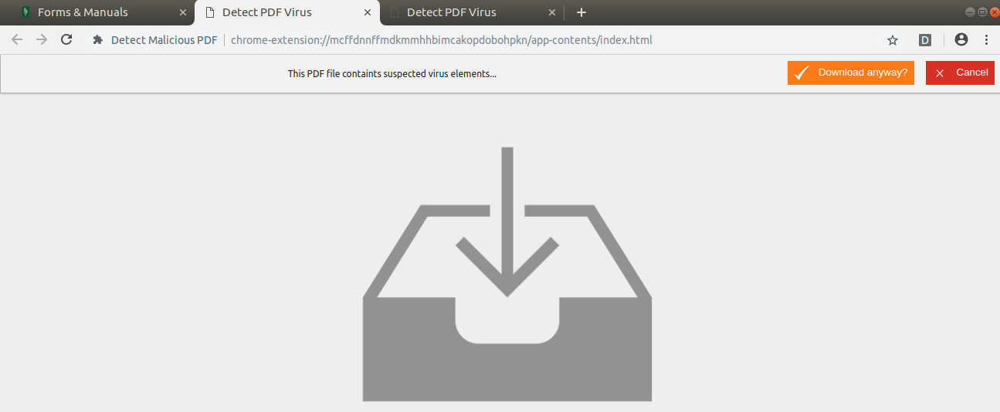 Forms & Manuals
Detect PDF Virus
Detect PDF Virus
Detect Malicious PDF
chrome-extension://mcffdnnffmdkmmhhbimcakopdobohpkn/app-contents/index.html
D
This PDF file containts suspected virus elements...
Download anyway?
Cancel